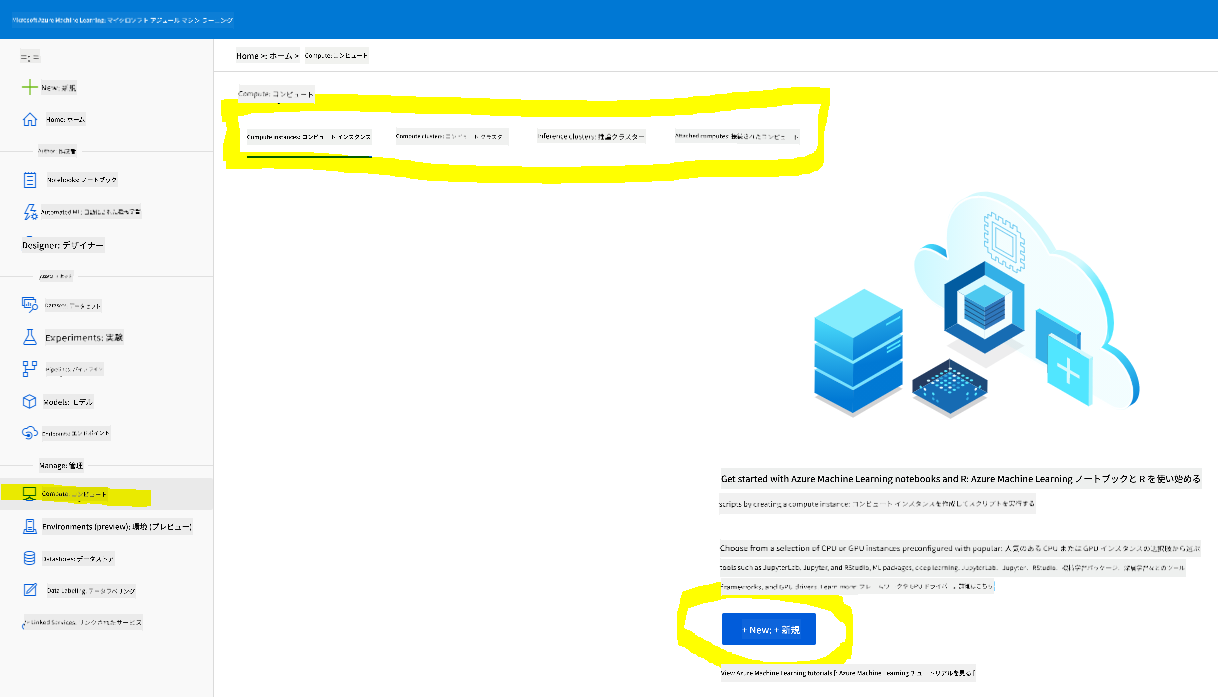 Microsoft Azure Machine Learning: マイクロソフト アジュール マシン ラーニング
New: 新規
Home: ホーム
Notebooks: ノートブック
Automated ML: 自動化された機械学習
Designer: デザイナー
Datasets: データセット
Experiments: 実験
Pipelines: パイプライン
Models: モデル
Endpoints: エンドポイント
Manage: 管理
Compute: コンピュート
Environments (preview): 環境 (プレビュー)
Datastores: データストア
Data Labeling: データラベリング
Linked Services: リンクされたサービス
Home >: ホーム > Compute: コンピュート
Compute: コンピュート
Compute instances: コンピュート インスタンス
Compute clusters: コンピュート クラスター
Inference clusters: 推論クラスター
Attached computes: 接続されたコンピュート
Get started with Azure Machine Learning notebooks and R: Azure Machine Learning ノートブックと R を使い始める
scripts by creating a compute instance: コンピュート インスタンスを作成してスクリプトを実行する
Choose from a selection of CPU or GPU instances preconfigured with popular: 人気のある CPU または GPU インスタンスの選択肢から選ぶ
tools such as JupyterLab, Jupyter, and RStudio, ML packages, deep learning, JupyterLab、Jupyter、RStudio、機械学習パッケージ、深層学習などのツール
frameworks, and GPU drivers. Learn more: フレームワークや GPU ドライバー。詳細はこちら
+ New: + 新規
View Azure Machine Learning tutorials: Azure Machine Learning チュートリアルを見る